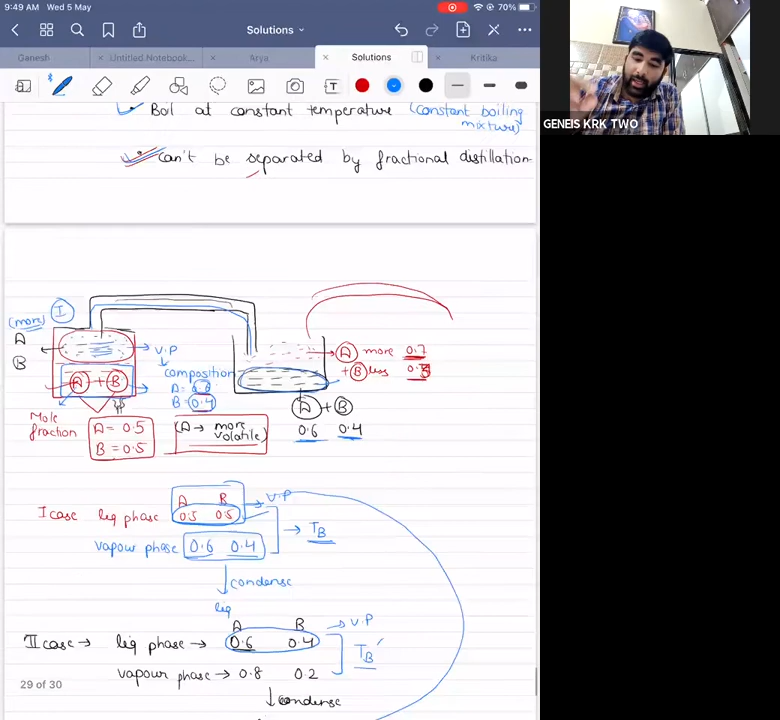 9:49 AM Wed 5 May
70%
Solutions
Ganesh
Untitled Notebook...
Arya
Solutions
Kritika
GENEIS KRK TWO
Boil at constant temperature (constant boiling
mixture)
Can't be separated by fractional distillation
(more)
I
A
B
V.P
composition
A + B
A=
B= 0.4
Mole
fraction
A = 0.5
B = 0.5
(A → more
volatile)
A more 0.7
+ B less
A + B
0.6 0.4
A B
I case liq phase 0.5 0.5
V.P
vapour phase 0.6 0.4
→ TB
condense
liq
A B
→ V.P
II case → liq phase → 0.6 0.4
TB'
vapour phase → 0.8 0.2
condense
29 of 30